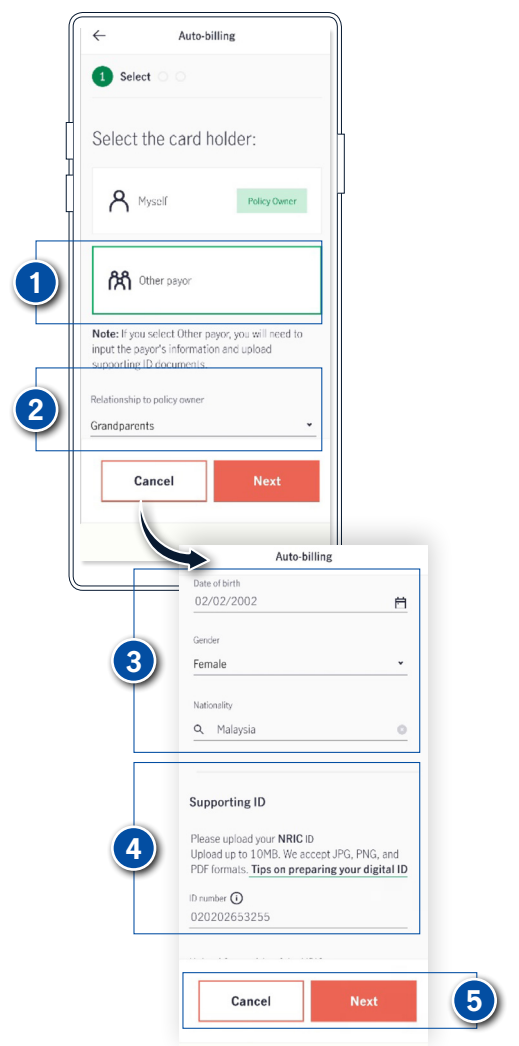 Auto-billing
1 Select
Select the card holder:
Myself
Policy Owner
1
Other payor
Note: If you select Other payor, you will need to
input the payor's information and upload
supporting ID documents.
2
Relationship to policy owner
Grandparents
Cancel
Next
Auto-billing
3
Date of birth
02/02/2002
Gender
Female
Nationality
Malaysia
4
Supporting ID
Please upload your NRIC ID
Upload up to 10MB. We accept JPG, PNG, and
PDF formats. Tips on preparing your digital ID
ID number
020202653255
Cancel
Next
5